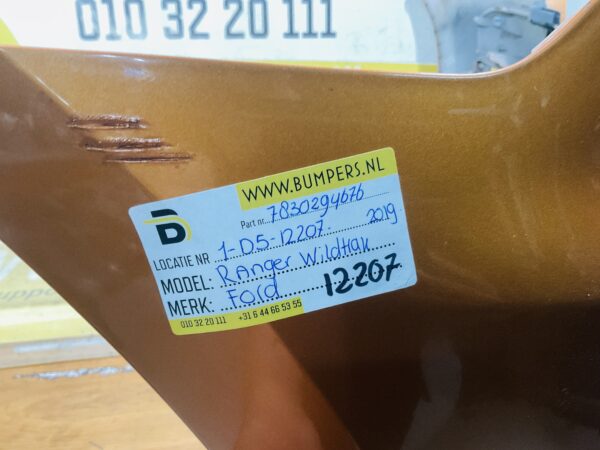 010 32 20 111
WWW.BUMPERS.NL
Part nr. 7830294676
LOCATIE NR 1-D5-12207. 2019
MODEL: RAnger Wildtrak
MERK: Ford 12207
010 32 20 111 +31 6 44 66 53 55